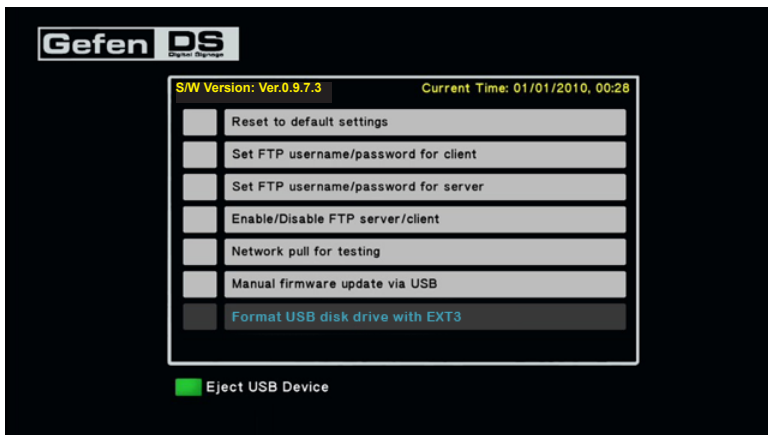 Gefen DS
Digital Signage
S/W Version: Ver.0.9.7.3 Current Time: 01/01/2010, 00:28
Reset to default settings
Set FTP username/password for client
Set FTP username/password for server
Enable/Disable FTP server/client
Network pull for testing
Manual firmware update via USB
Format USB disk drive with EXT3
Eject USB Device